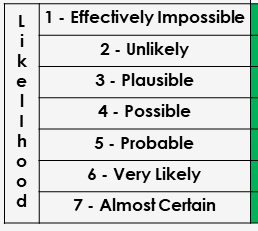 Likelihood
1 - Effectively Impossible
2 - Unlikely
3 - Plausible
4 - Possible
5 - Probable
6 - Very Likely
7 - Almost Certain